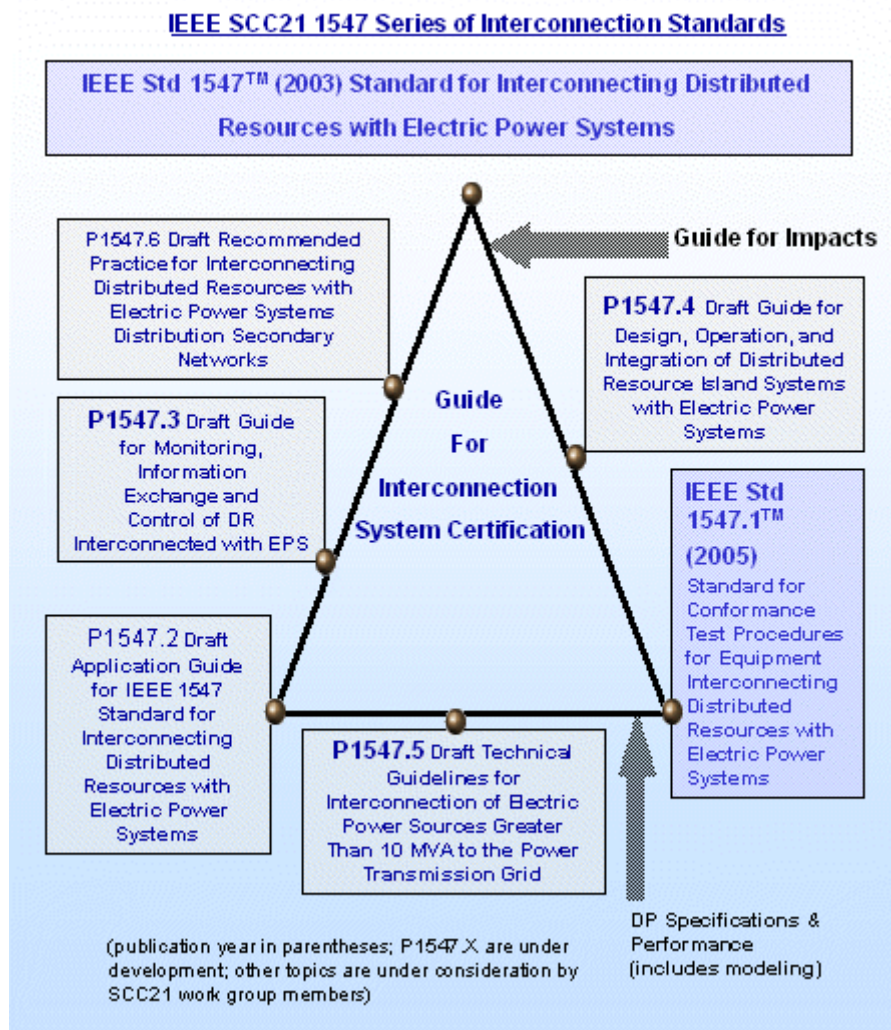 IEEE SCC21 1547 Series of Interconnection Standards
IEEE Std 1547™ (2003) Standard for Interconnecting Distributed
Resources with Electric Power Systems
Guide for Impacts
P1547.6 Draft Recommended
Practice for Interconnecting
Distributed Resources with
Electric Power Systems
Distribution Secondary
Networks
P1547.4 Draft Guide for
Design, Operation, and
Integration of Distributed
Resource Island Systems
with Electric Power
Systems
P1547.3 Draft Guide
for Monitoring,
Information
Exchange and
Control of DR
Interconnected with EPS
Guide
For
Interconnection
System Certification
IEEE Std
1547.1™
(2005)
Standard for
Conformance
Test Procedures
for Equipment
Interconnecting
Distributed
Resources with
Electric Power
Systems
P1547.2 Draft
Application Guide
for IEEE 1547
Standard for
Interconnecting
Distributed
Resources with
Electric Power
Systems
P1547.5 Draft Technical
Guidelines for
Interconnection of Electric
Power Sources Greater
Than 10 MVA to the Power
Transmission Grid
DP Specifications &
Performance
(includes modeling)
(publication year in parentheses; P1547.X are under
development; other topics are under consideration by
SCC21 work group members)